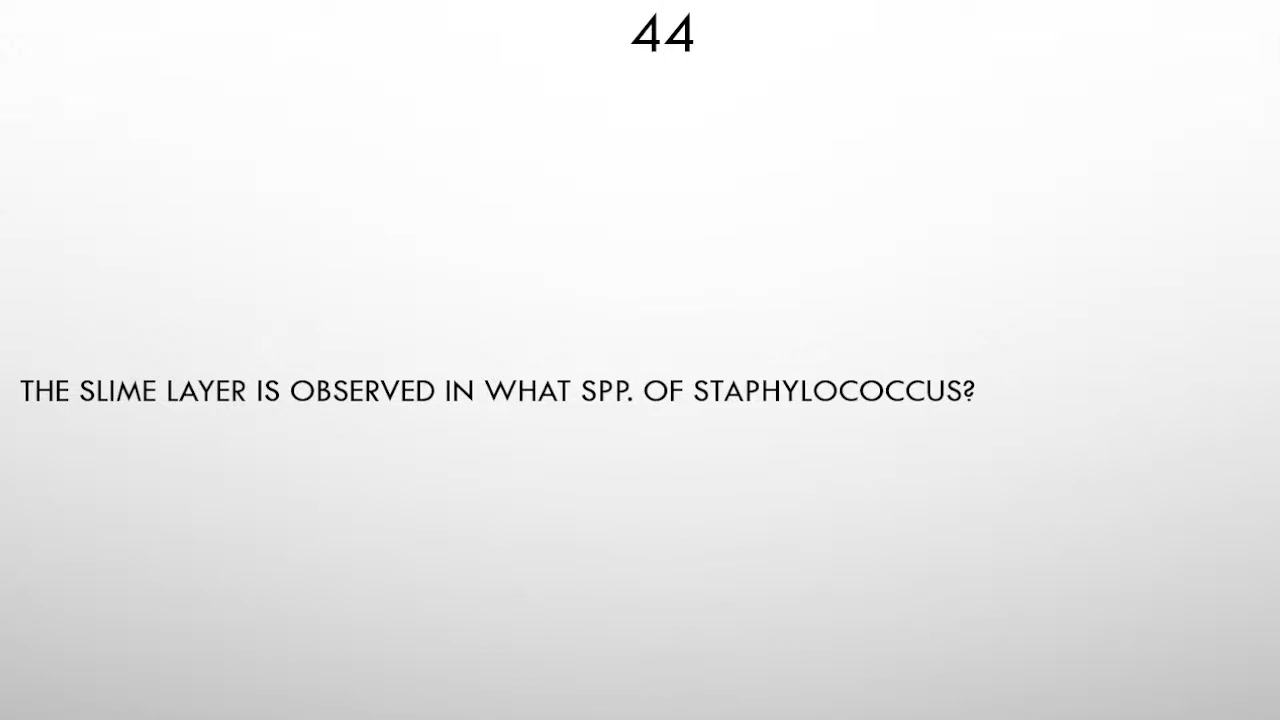 44
THE SLIME LAYER IS OBSERVED IN WHAT SPP. OF STAPHYLOCOCCUS?